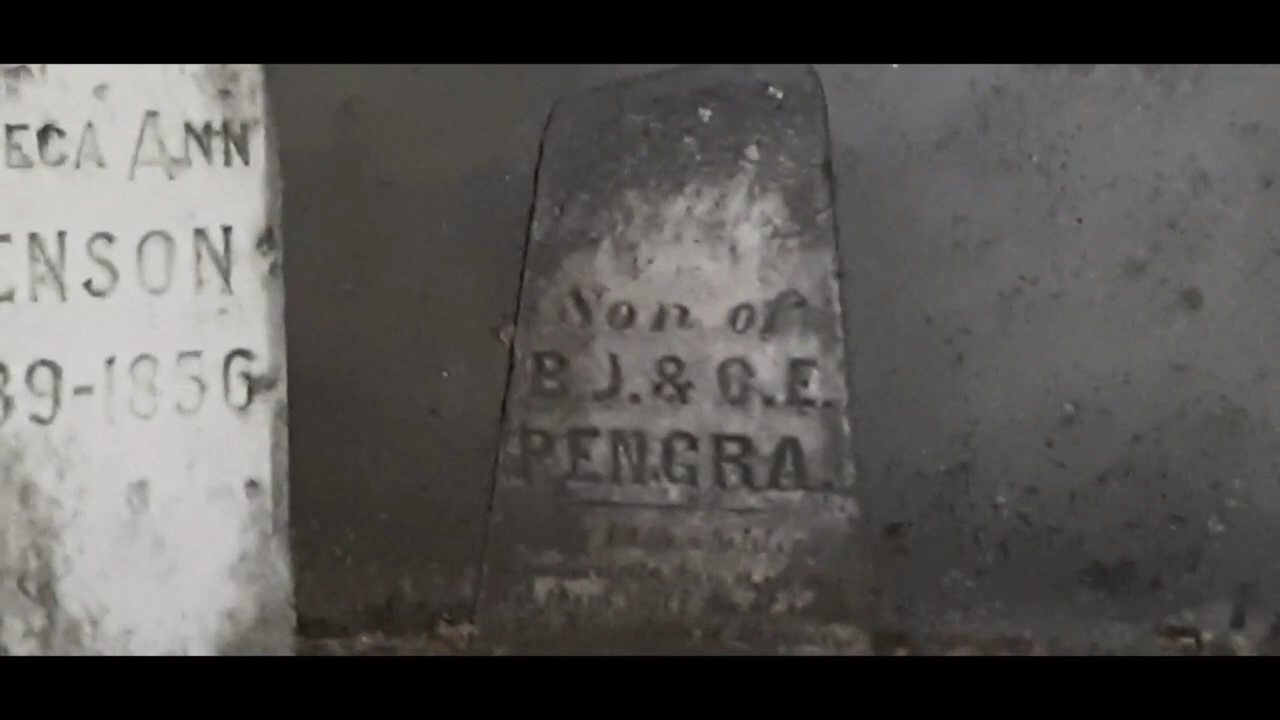 ECA ANN
ENSON
39-1856
Son of
B J. & C. E.
PENGRA.